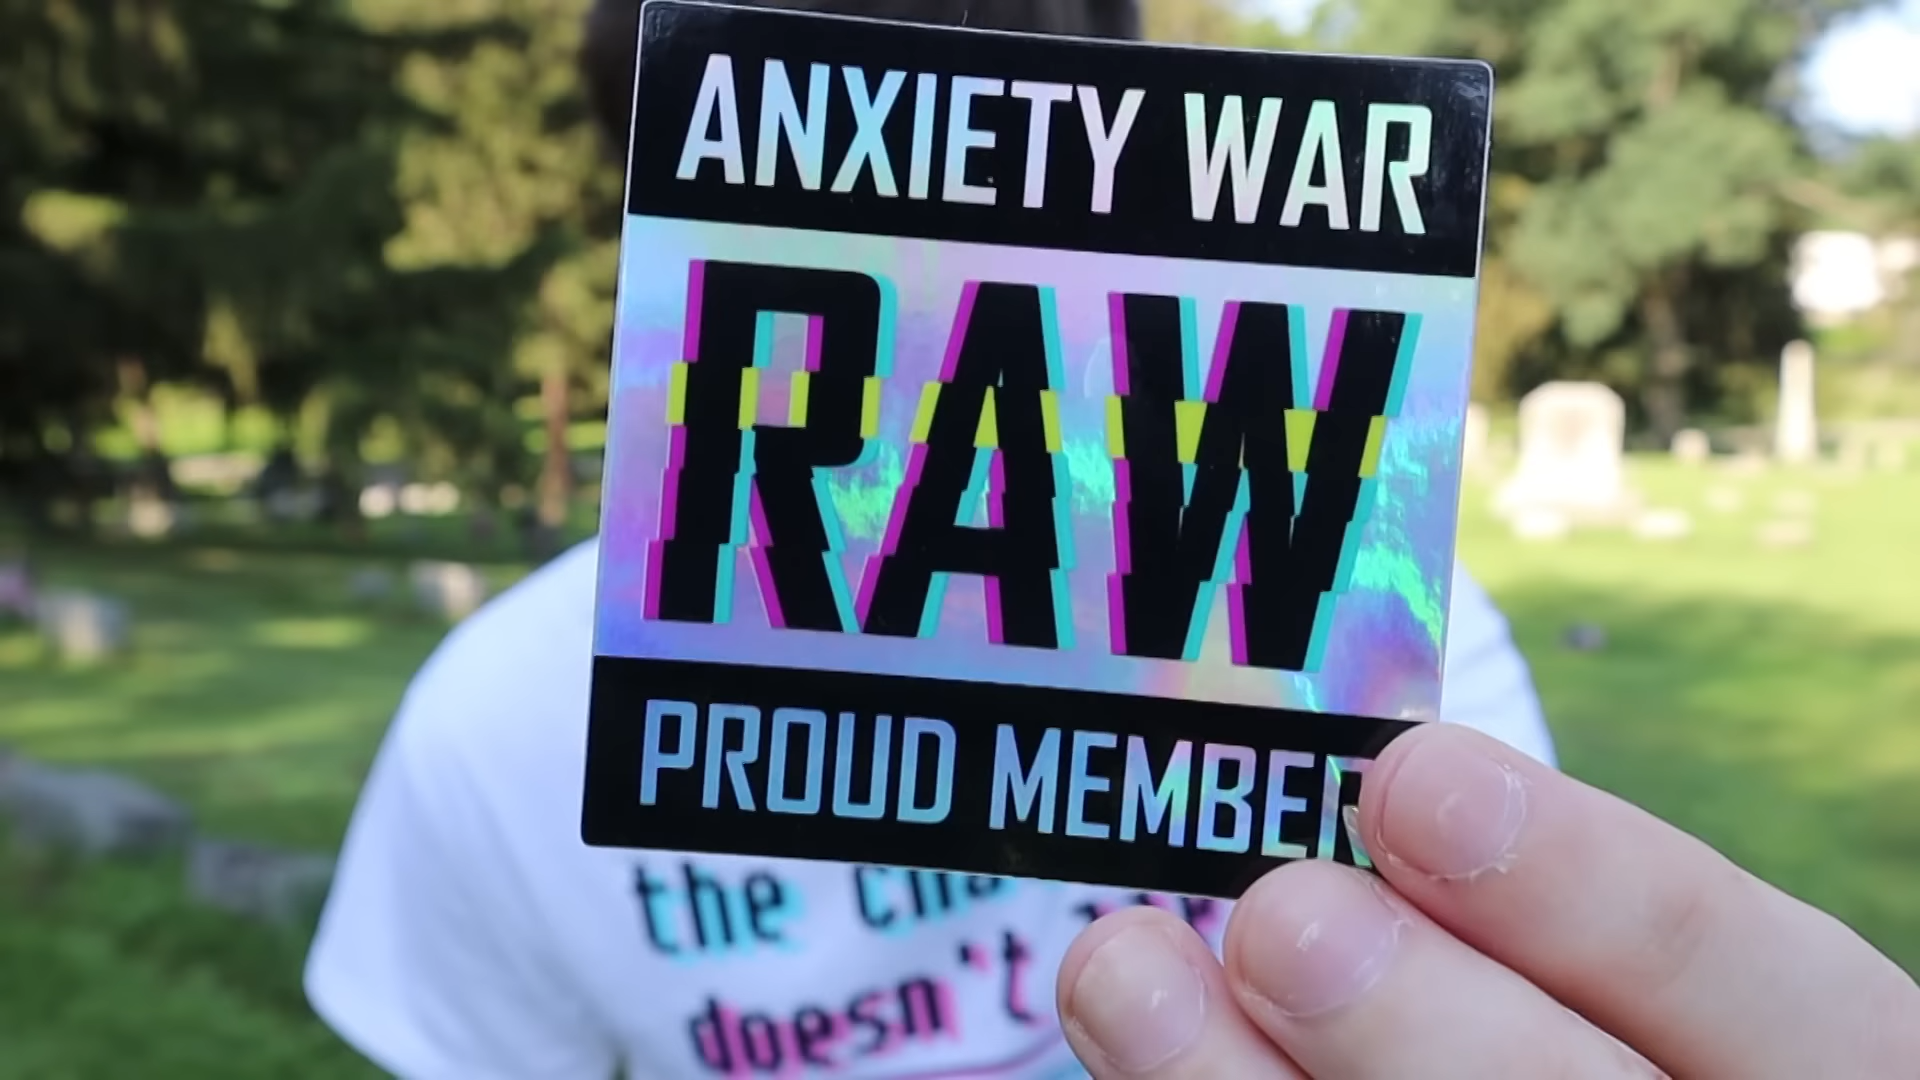 ANXIETY WAR
RAW
PROUD MEMBER
the
doesn't